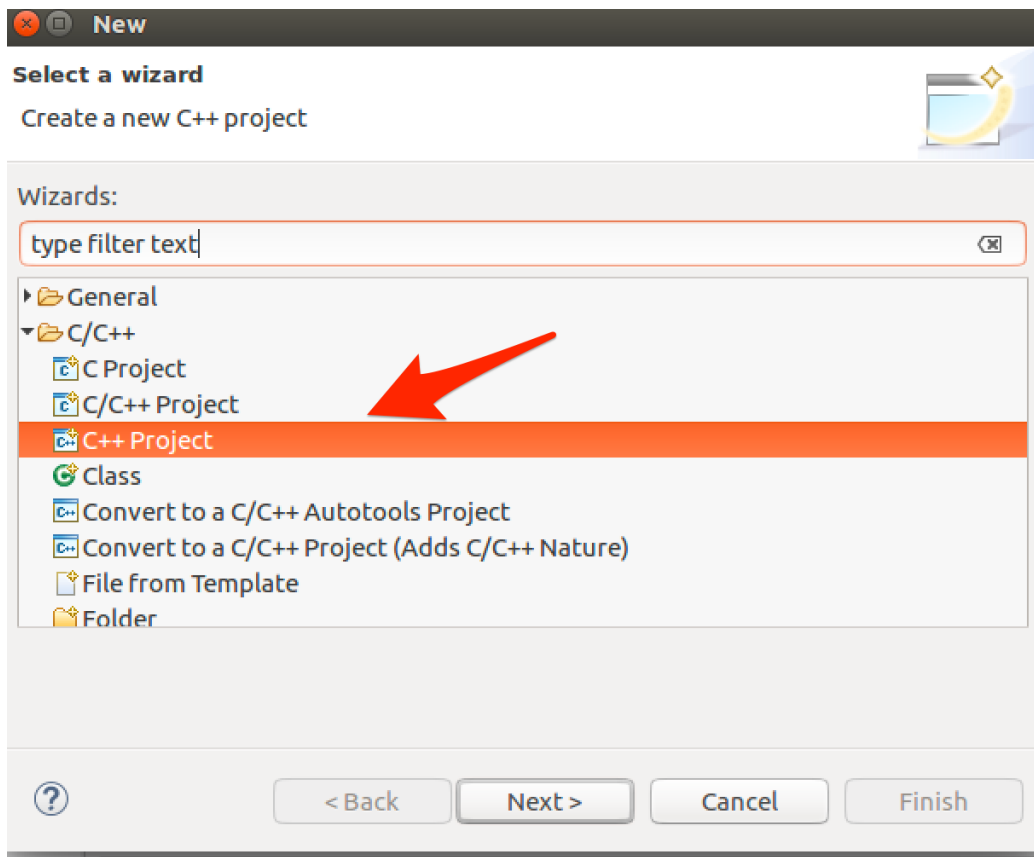 New
Select a wizard
Create a new C++ project
Wizards:
type filter text
General
C/C++
C Project
C/C++ Project
C++ Project
Class
Convert to a C/C++ Autotools Project
Convert to a C/C++ Project (Adds C/C++ Nature)
File from Template
Folder
< Back Next > Cancel Finish